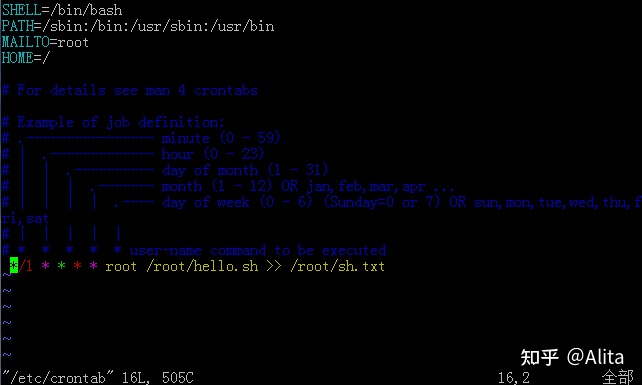 SHELL=/bin/bash
PATH=/sbin:/bin:/usr/sbin:/usr/bin
MAILTO=root
HOME=/
# For details see man 4 crontabs
# Example of job definition:
# .---------------- minute (0 - 59)
# |  .------------- hour (0 - 23)
# |  |  .---------- day of month (1 - 31)
# |  |  |  .------- month (1 - 12) OR jan,feb,mar,apr ...
# |  |  |  |  .---- day of week (0 - 6) (Sunday=0 or 7) OR sun,mon,tue,wed,thu,f
ri,sat
# |  |  |  |  |
# *  *  *  *  * user-name command to be executed
*/1 * * * * root /root/hello.sh >> /root/sh.txt
~
~
~
~
~
"/etc/crontab" 16L, 505C 16,2 全部
知乎 @Alita